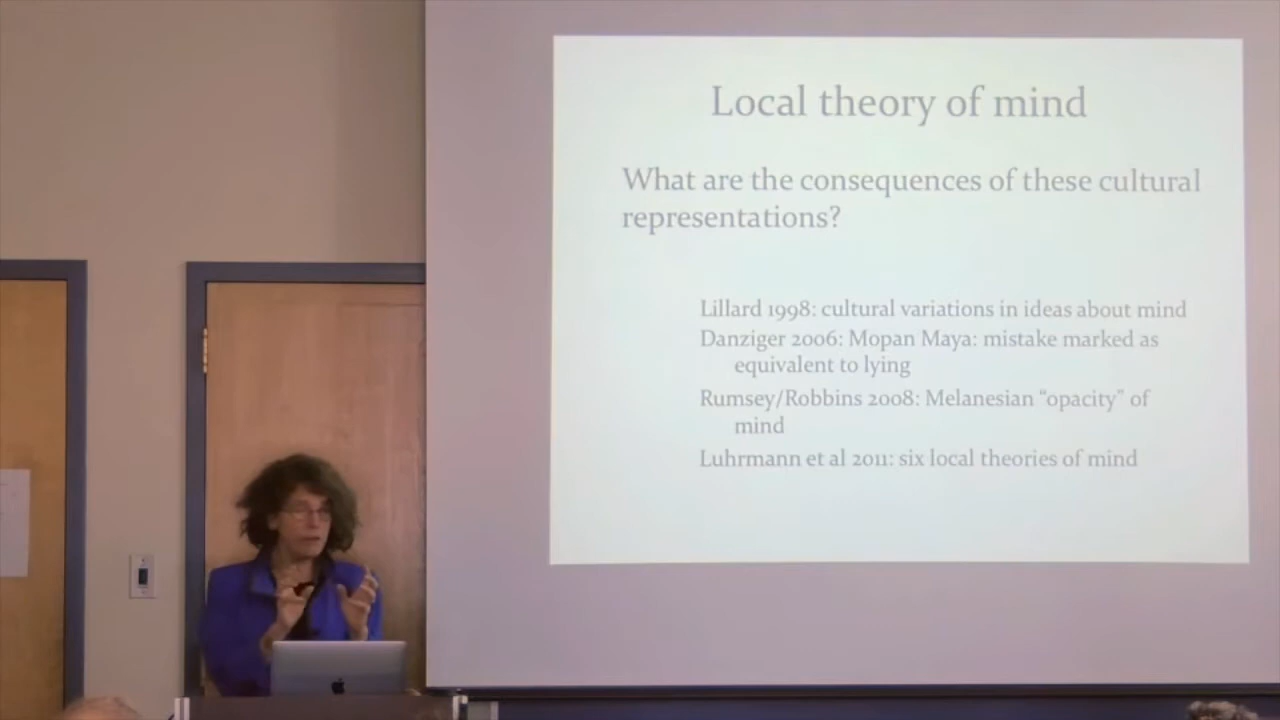 Local theory of mind
What are the consequences of these cultural
representations?
Lillard 1998: cultural variations in ideas about mind
Danziger 2006: Mopan Maya: mistake marked as
equivalent to lying
Rumsey/Robbins 2008: Melanesian “opacity” of
mind
Luhrmann et al 2011: six local theories of mind